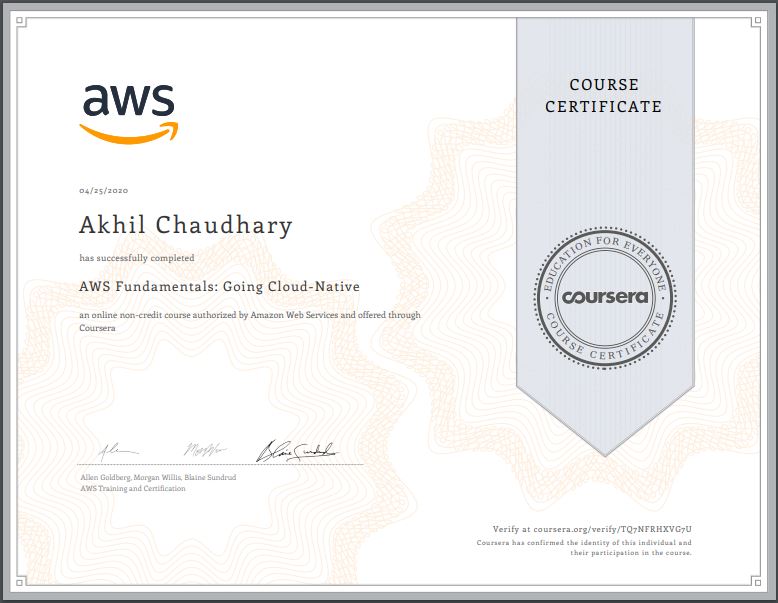 aws
COURSE
CERTIFICATE
04/25/2020
Akhil Chaudhary
has successfully completed
AWS Fundamentals: Going Cloud-Native
an online non-credit course authorized by Amazon Web Services and offered through
Coursera
EDUCATION FOR EVERYONE
coursera
COURSE CERTIFICATE
Allen Goldberg, Morgan Willis, Blaine Sundrud
AWS Training and Certification
Verify at coursera.org/verify/TQ7NFRHXVG7U
Coursera has confirmed the identity of this individual and
their participation in the course.